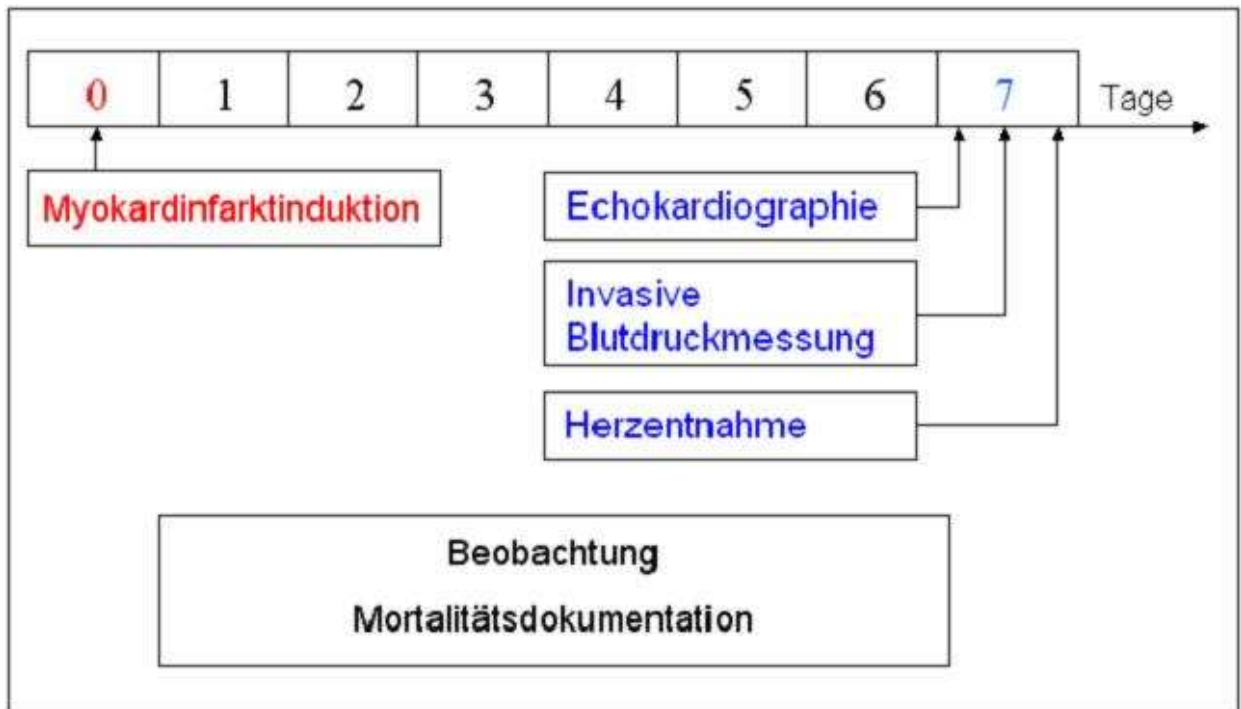 0 1 2 3 4 5 6 7 Tage
Myokardinfarktinduktion
Echokardiographie
Invasive
Blutdruckmessung
Herzentnahme
Beobachtung
Mortalitätsdokumentation